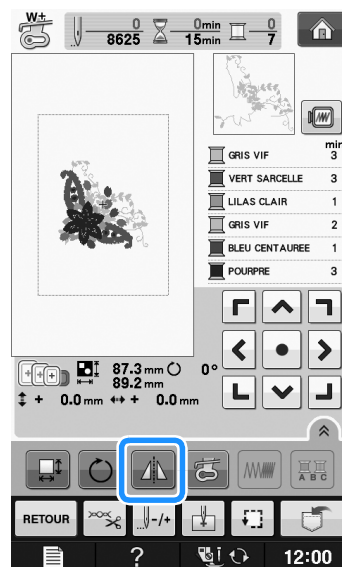 W+
0
8625
0min
15min
0
7
min
GRIS VIF 3
VERT SARCELLE 3
LILAS CLAIR 1
GRIS VIF 2
BLEU CENTAUREE 1
POURPRE 3
87.3 mm 0°
89.2 mm
+ 0.0 mm + 0.0 mm
A B C
RETOUR -/+
? 12:00